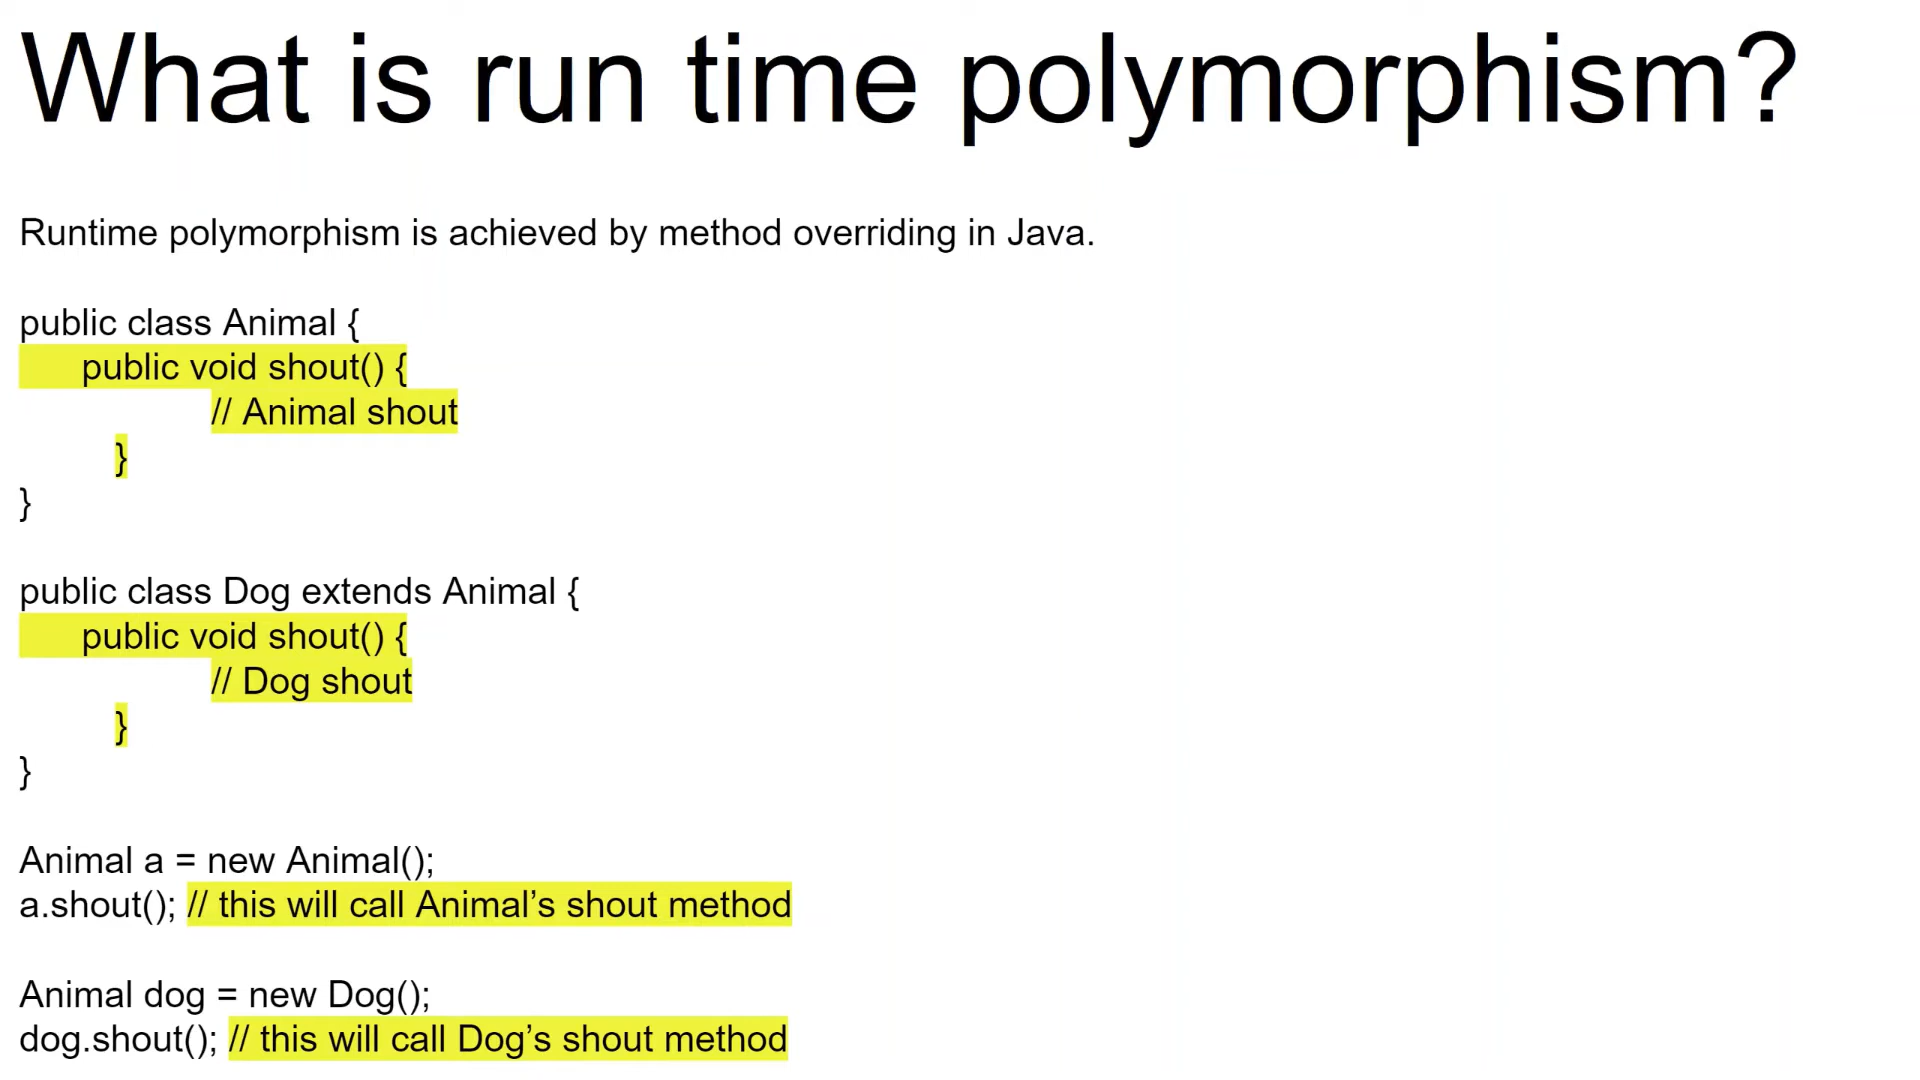 What is run time polymorphism?
Runtime polymorphism is achieved by method overriding in Java.
public class Animal {
public void shout() {
// Animal shout
}
}
public class Dog extends Animal {
public void shout() {
// Dog shout
}
}
Animal a = new Animal();
a.shout(); // this will call Animal’s shout method
Animal dog = new Dog();
dog.shout(); // this will call Dog’s shout method